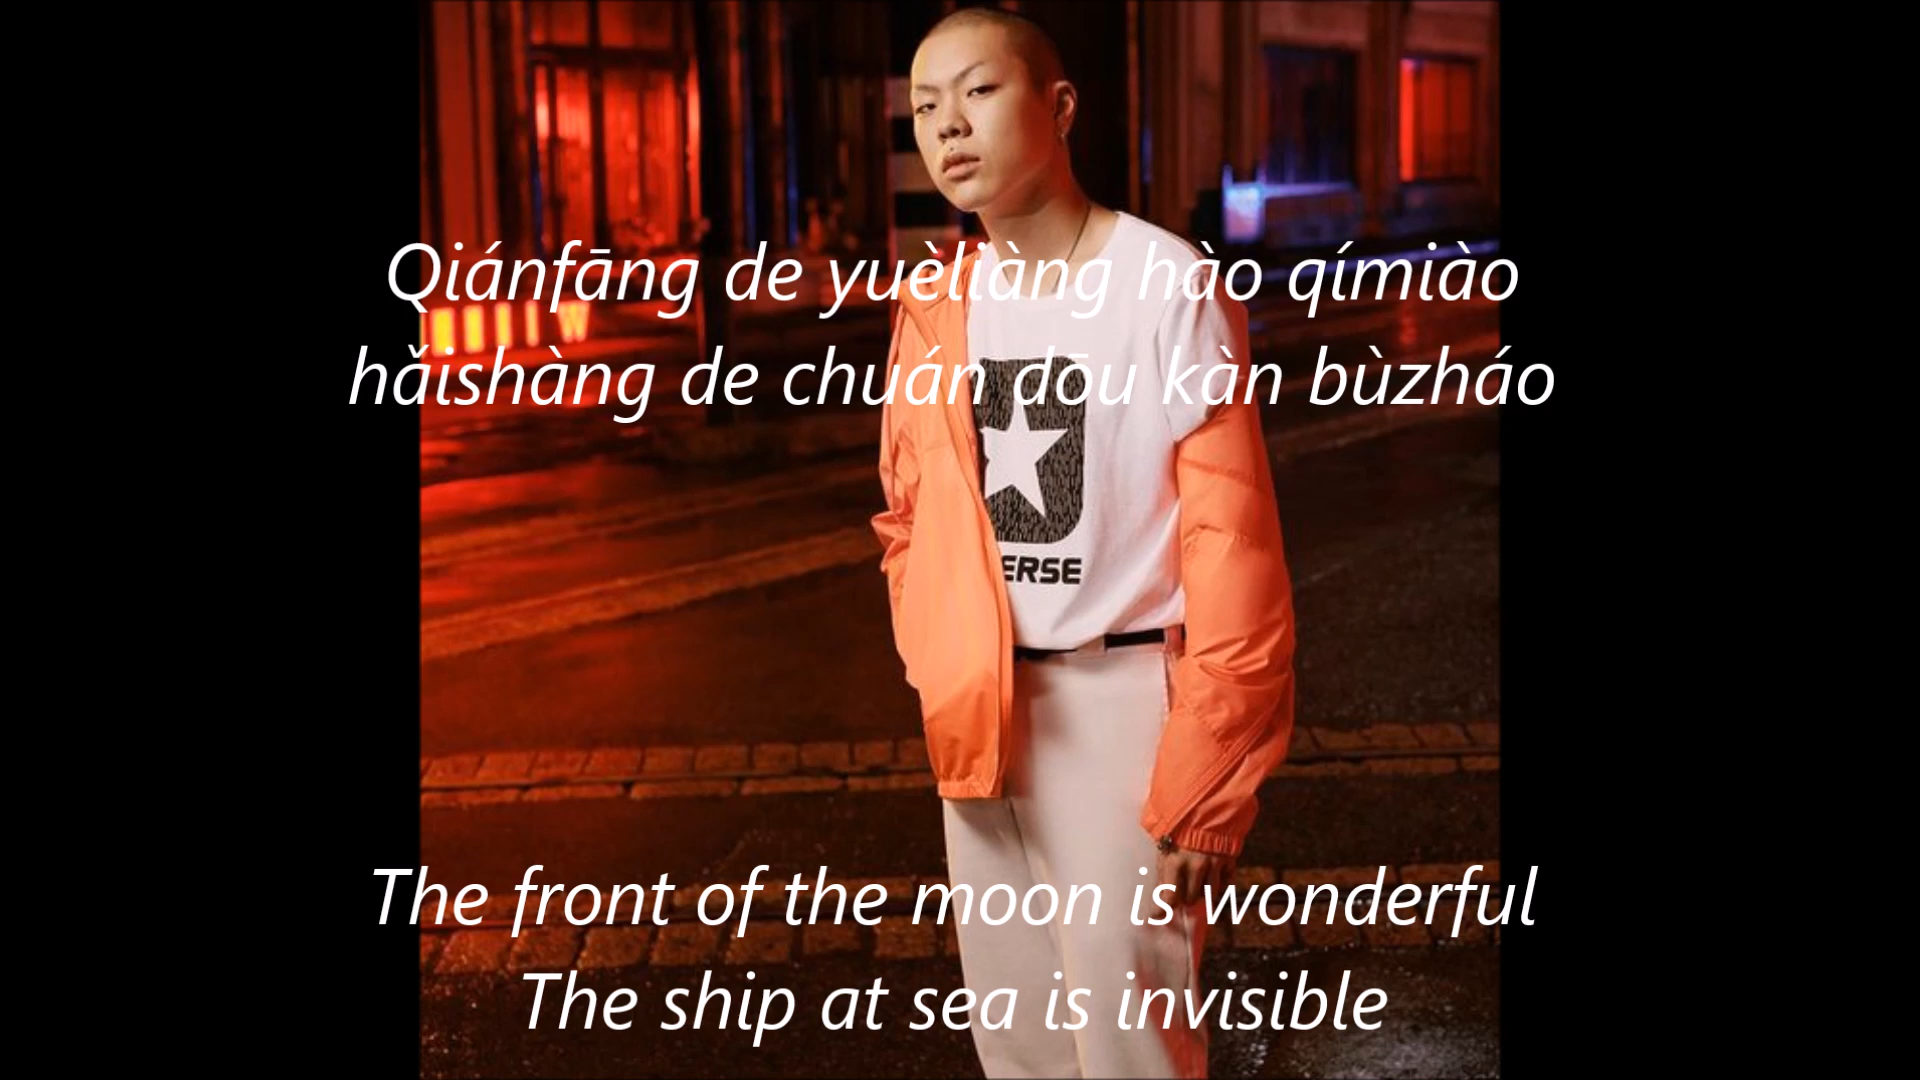 Qiánfāng de yuèliàng hào qímiào
hǎishàng de chuán dōu kàn bùzháo
ERSE
The front of the moon is wonderful
The ship at sea is invisible